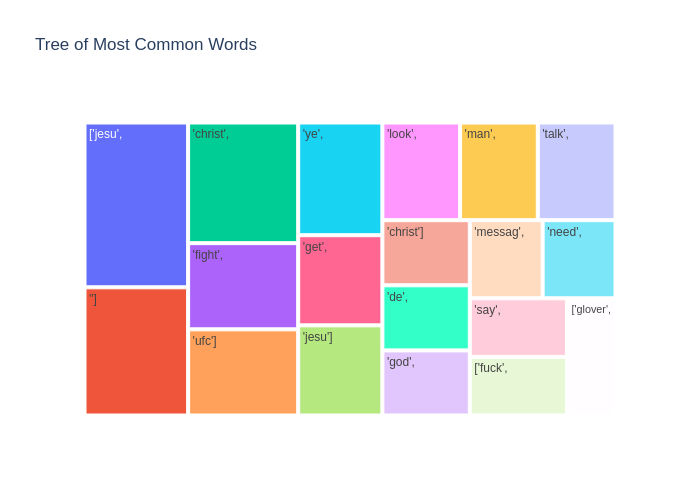 Tree of Most Common Words
['jesu',
'']
'christ',
'fight',
'ufc']
'ye',
'get',
'jesu']
'look',
'man',
'talk',
'christ']
'de',
'god',
'messag',
'need',
'say',
['fuck',
['glover',